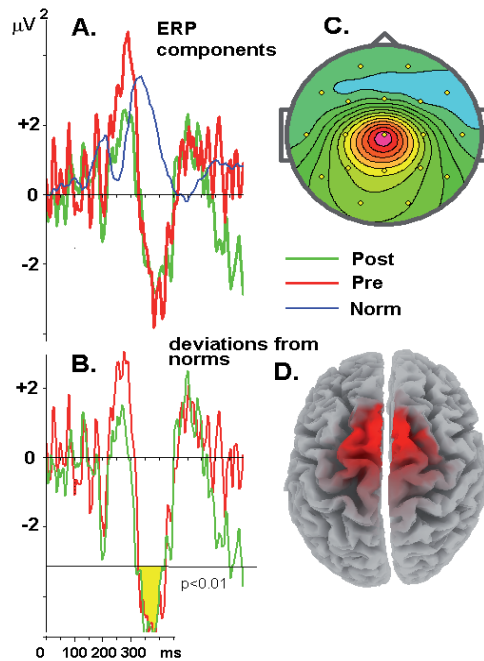 μV²
A.
ERP
components
C.
+2
0
-2
Post
Pre
Norm
B.
deviations from
norms
D.
+2
0
-2
p<0.01
0 100 200 300 ms